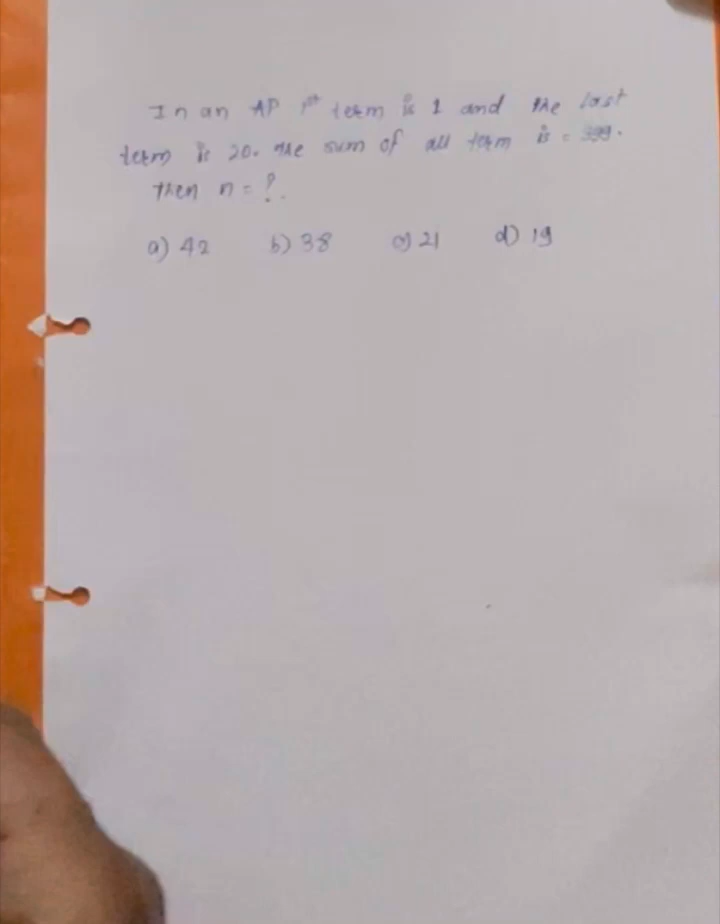 In an AP 1st term is 1 and the last
term is 20. The sum of all term is = 399.
Then n = ?.
a) 42 b) 38 c) 21 d) 19